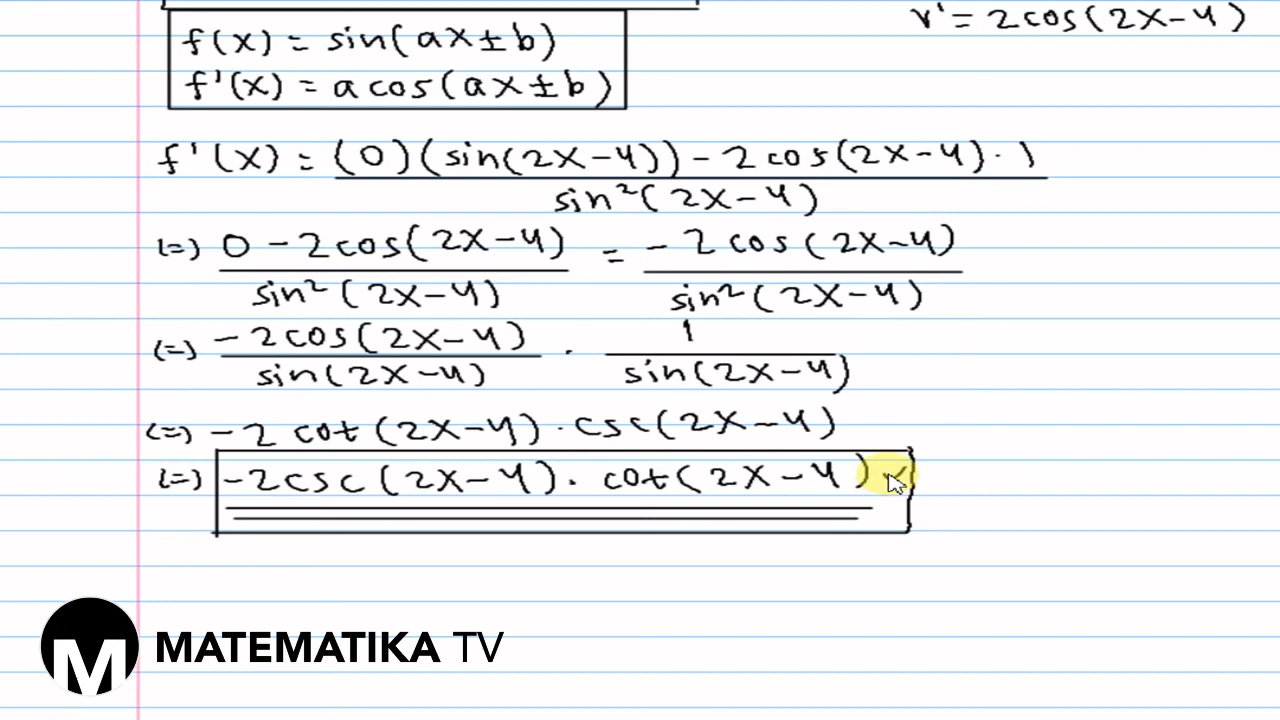 v' = 2cos(2x-4)
f(x) = sin(ax±b)
f'(x) = a cos(ax±b)
f'(x) = (0)(sin(2x-4)) - 2cos(2x-4)·1
sin²(2x-4)
(=) 0 - 2cos(2x-4) = -2cos(2x-4)
sin²(2x-4) sin²(2x-4)
(=) -2cos(2x-4) · 1
sin(2x-4) sin(2x-4)
(=) -2 cot(2x-4) · csc(2x-4)
(=) -2csc(2x-4) · cot(2x-4)
M MATEMATIKA TV